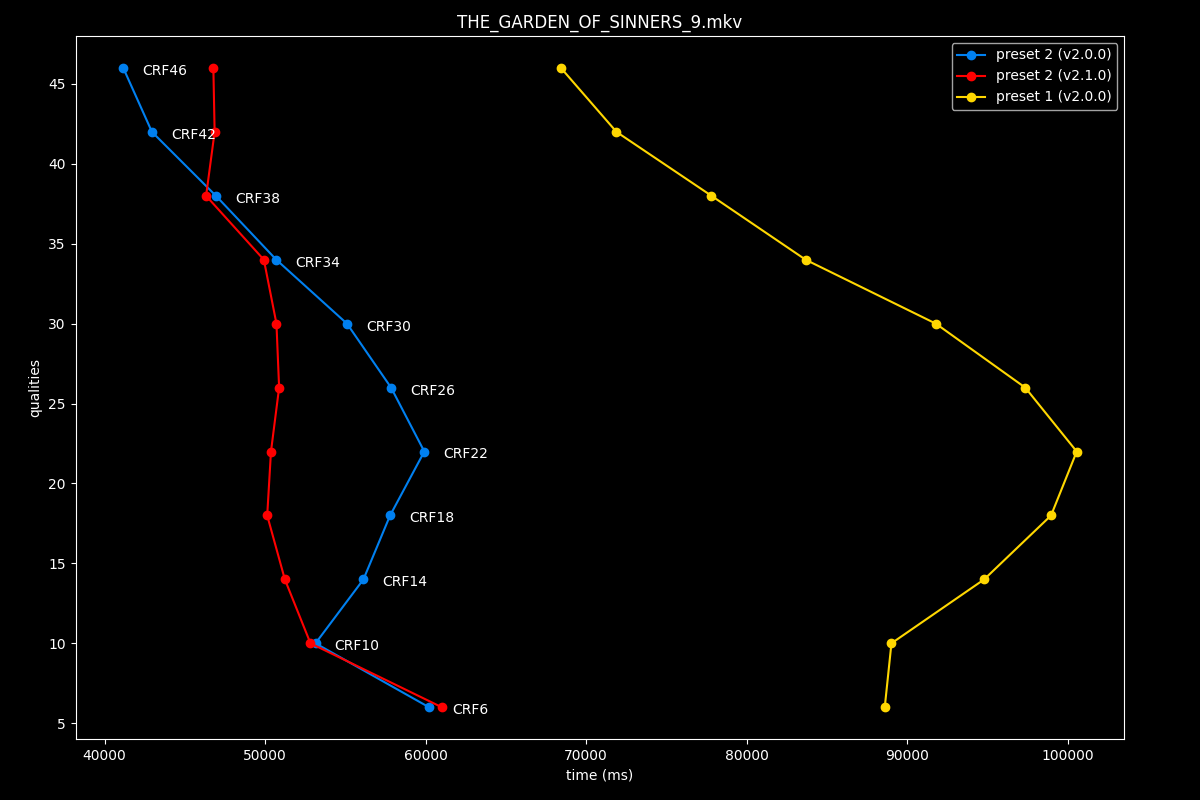 THE_GARDEN_OF_SINNERS_9.mkv
preset 2 (v2.0.0)
preset 2 (v2.1.0)
preset 1 (v2.0.0)
CRF46
CRF42
CRF38
CRF34
CRF30
CRF26
CRF22
CRF18
CRF14
CRF10
CRF6
45
40
35
30
25
20
15
10
5
qualities
40000 50000 60000 70000 80000 90000 100000
time (ms)